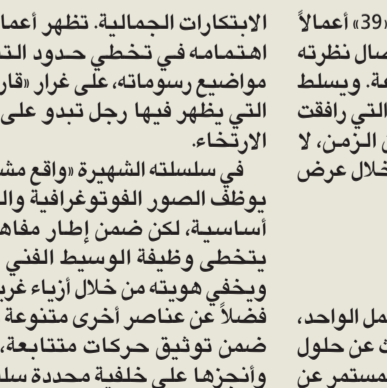 الابتكارات الجمالية. تظهر أعما
اهتمامه في تخطي حدود الت
مواضيع رسوماته، على غرار «قار
التي يظهر فيها رجل تبدو على
الارتخاء.
في سلسلته الشهيرة «واقع مش
يوظف الصور الفوتوغرافية وال
أساسية، لكن ضمن إطار مفاه
يتخطى وظيفة الوسيط الفني
ويخفي هويته من خلال أزياء غري
فضلاً عن عناصر أخرى متنوعة
ضمن توثيق حركات متتابعة،
وأنجزها على خلفية محددة سل
39» أعمالاً
صال نظرته
عة. ويسلط
التي رافقت
ن الزمن، لا
خلال عرض
مل الواحد،
ث عن حلول
مستمر عن